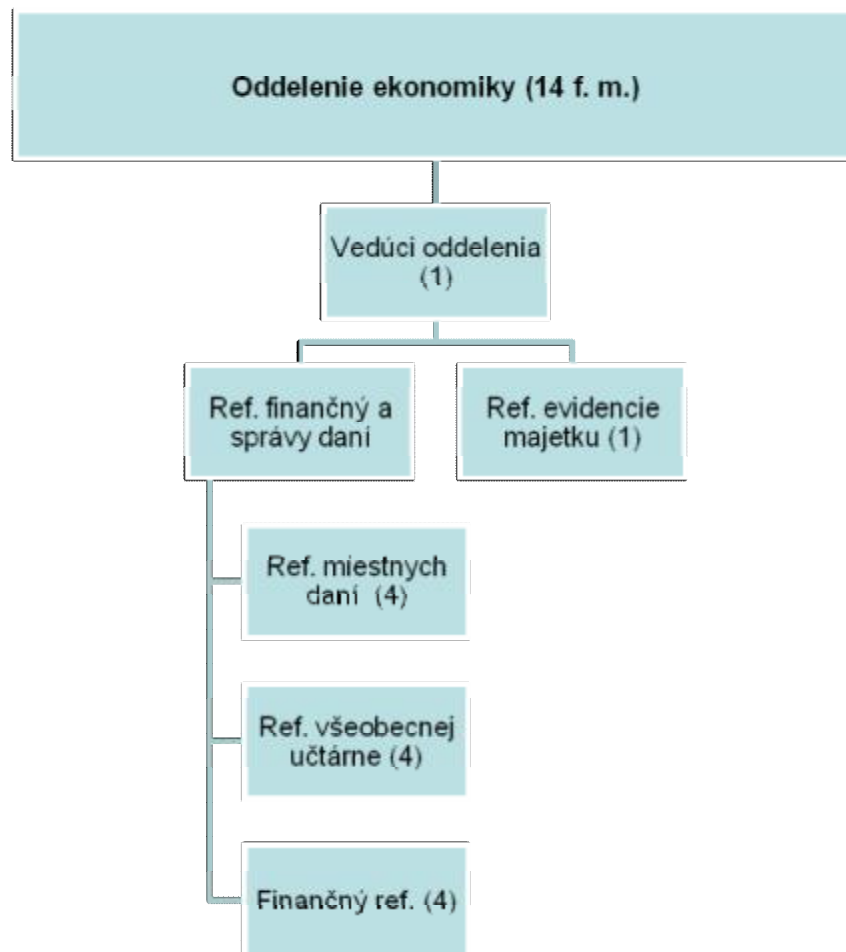 Oddelenie ekonomiky (14 f. m.)
Vedúci oddelenia
(1)
Ref. finančný a
správy daní
Ref. evidencie
majetku (1)
Ref. miestnych
daní (4)
Ref. všeobecnej
učtárne (4)
Finančný ref. (4)